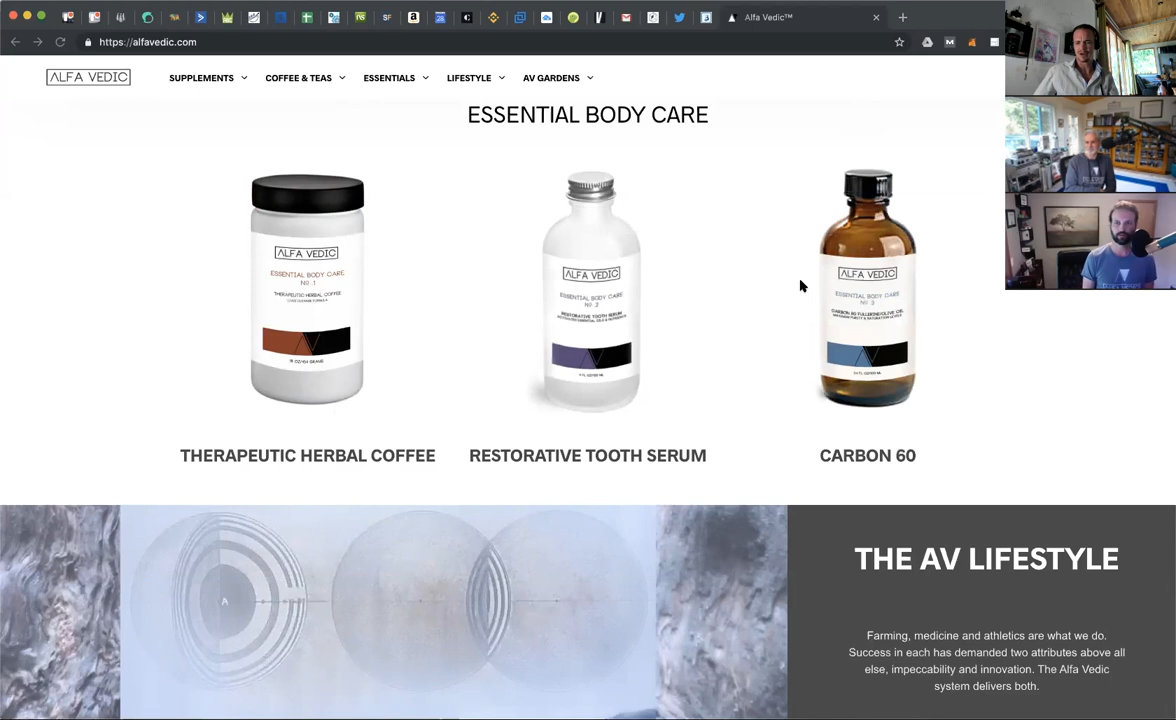 Alfa Vedic™
https://alfavedic.com
ALFA VEDIC
SUPPLEMENTS
COFFEE & TEAS
ESSENTIALS
LIFESTYLE
AV GARDENS
ESSENTIAL BODY CARE
ALFA VEDIC
ESSENTIAL BODY CARE
NO .1
THERAPEUTIC HERBAL COFFEE
ALFA VEDIC
ESSENTIAL BODY CARE
NO .2
RESTORATIVE TOOTH SERUM
ALFA VEDIC
ESSENTIAL BODY CARE
NO .3
CARBON 60 FULLERENE/OLIVE OIL
THERAPEUTIC HERBAL COFFEE
RESTORATIVE TOOTH SERUM
CARBON 60
THE AV LIFESTYLE
Farming, medicine and athletics are what we do.
Success in each has demanded two attributes above all
else, impeccability and innovation. The Alfa Vedic
system delivers both.